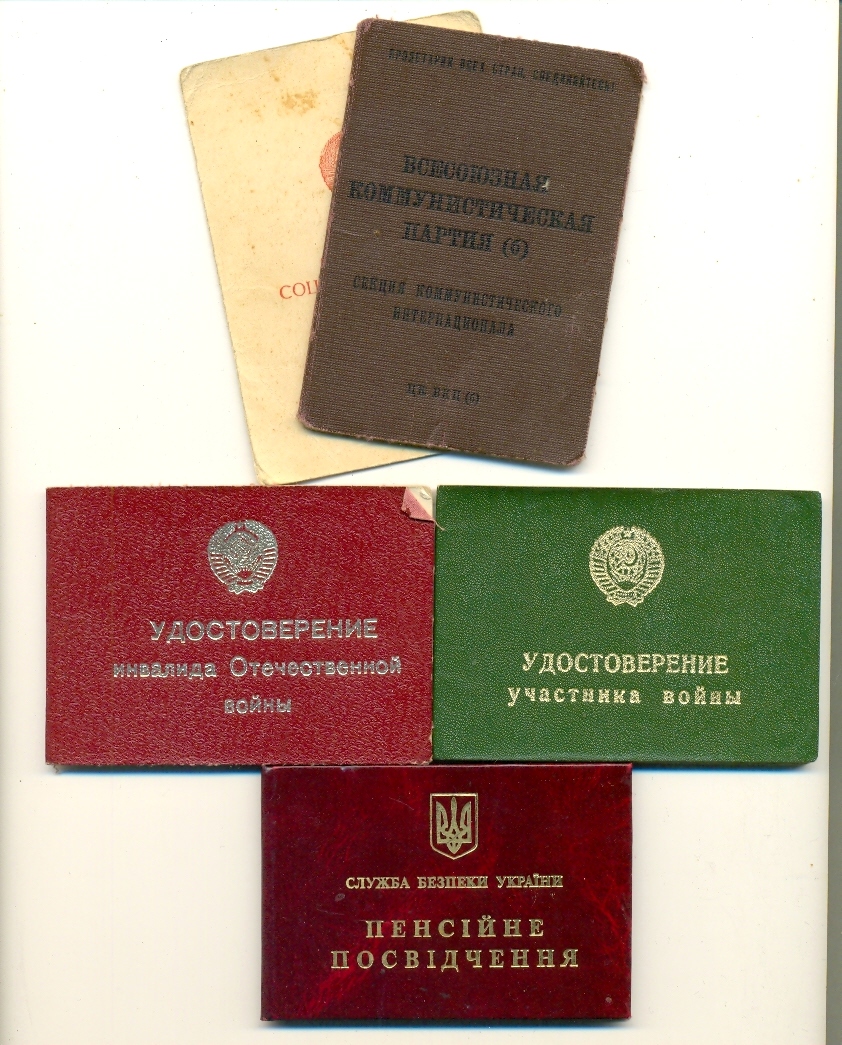 ПРОЛЕТАРИИ ВСЕХ СТРАН, СОЕДИНЯЙТЕСЬ!
ВСЕСОЮЗНАЯ
КОММУНИСТИЧЕСКАЯ
ПАРТИЯ (б)
СЕКЦИЯ КОММУНИСТИЧЕСКОГО
ИНТЕРНАЦИОНАЛА
ЦК ВКП(б)
СОЦ
УДОСТОВЕРЕНИЕ
инвалида Отечественной
войны
УДОСТОВЕРЕНИЕ
участника войны
СЛУЖБА БЕЗПЕКИ УКРАЇНИ
ПЕНСІЙНЕ
ПОСВІДЧЕННЯ